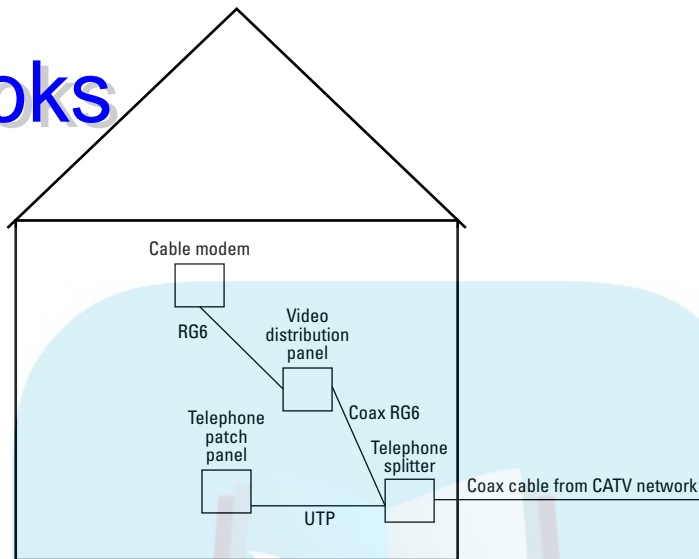 oks
Cable modem
RG6
Video
distribution
panel
Coax RG6
Telephone
patch
panel
Telephone
splitter
Coax cable from CATV network
UTP